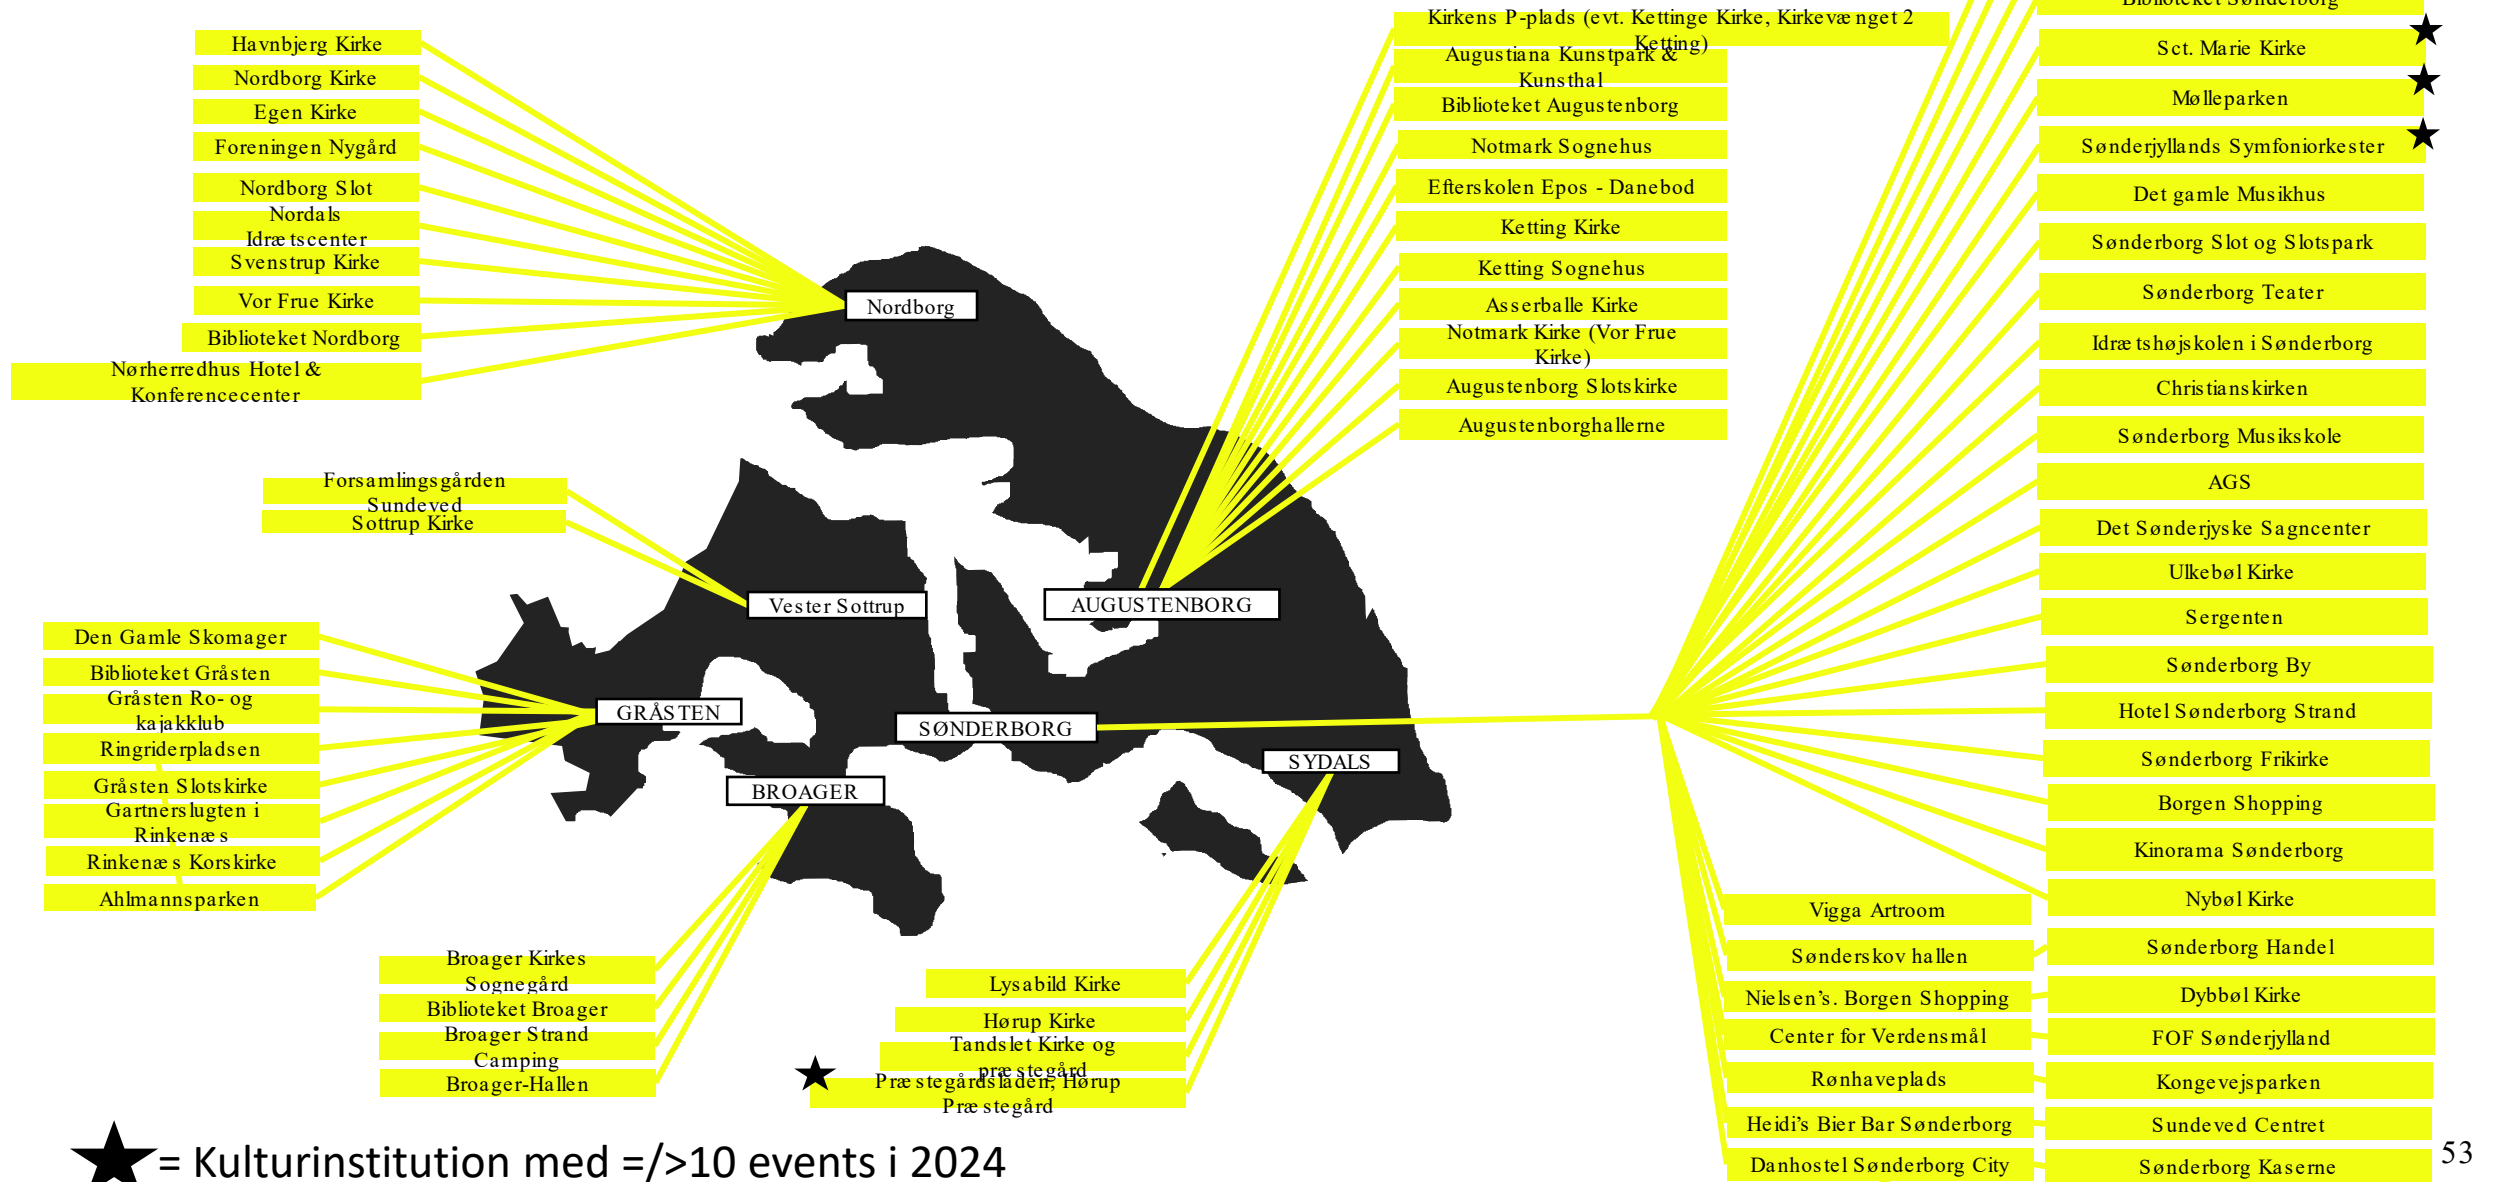 Havnbjerg Kirke
Nordborg Kirke
Egen Kirke
Foreningen Nygård
Nordborg Slot
Nordals
Idrætscenter
Svenstrup Kirke
Vor Frue Kirke
Biblioteket Nordborg
Nørherredhus Hotel &
Konferencecenter
Nordborg
Kirkens P-plads (evt. Kettinge Kirke, Kirkevænget 2
Ketting)
Augustiana Kunstpark &
Kunsthal
Biblioteket Augustenborg
Notmark Sognehus
Efterskolen Epos - Danebod
Ketting Kirke
Ketting Sognehus
Asserballe Kirke
Notmark Kirke (Vor Frue
Kirke)
Augustenborg Slotskirke
Augustenborghallerne
AUGUSTENBORG
Forsamlingsgården
Sundeved
Sottrup Kirke
Vester Sottrup
Den Gamle Skomager
Biblioteket Gråsten
Gråsten Ro- og
kajakklub
Ringriderpladsen
Gråsten Slotskirke
Gartnerslugten i
Rinkenæs
Rinkenæs Korskirke
Ahlmannsparken
GRÅSTEN
SØNDERBORG
SYDALS
BROAGER
Broager Kirkes
Sognegård
Biblioteket Broager
Broager Strand
Camping
Broager-Hallen
Lysabild Kirke
Hørup Kirke
Tandslet Kirke og
præstegård
Præstegårdsladen, Hørup
Præstegård
Biblioteket Sønderborg
Sct. Marie Kirke
Mølleparken
Sønderjyllands Symfoniorkester
Det gamle Musikhus
Sønderborg Slot og Slotspark
Sønderborg Teater
Idrætshøjskolen i Sønderborg
Christianskirken
Sønderborg Musikskole
AGS
Det Sønderjyske Sagncenter
Ulkebøl Kirke
Sergenten
Sønderborg By
Hotel Sønderborg Strand
Sønderborg Frikirke
Borgen Shopping
Kinorama Sønderborg
Nybøl Kirke
Sønderborg Handel
Dybbøl Kirke
FOF Sønderjylland
Kongevejsparken
Sundeved Centret
Sønderborg Kaserne
Vigga Artroom
Sønderskov hallen
Nielsen’s. Borgen Shopping
Center for Verdensmål
Rønhaveplads
Heidi’s Bier Bar Sønderborg
Danhostel Sønderborg City
= Kulturinstitution med =/>10 events i 2024
53